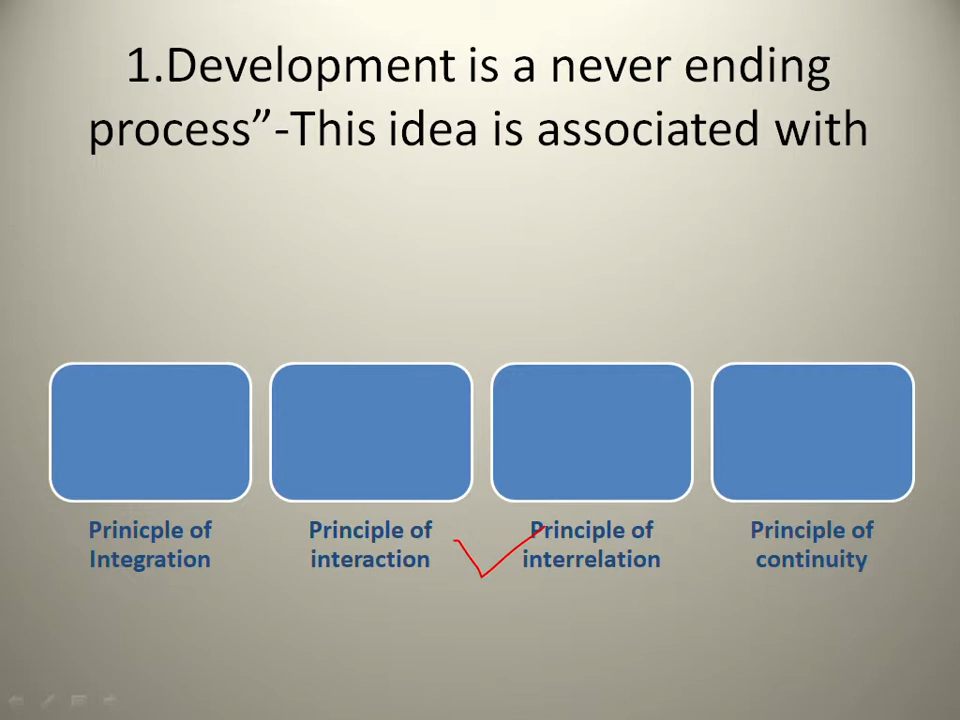 1.Development is a never ending
process”-This idea is associated with
Prinicple of
Integration
Principle of
interaction
Principle of
interrelation
Principle of
continuity